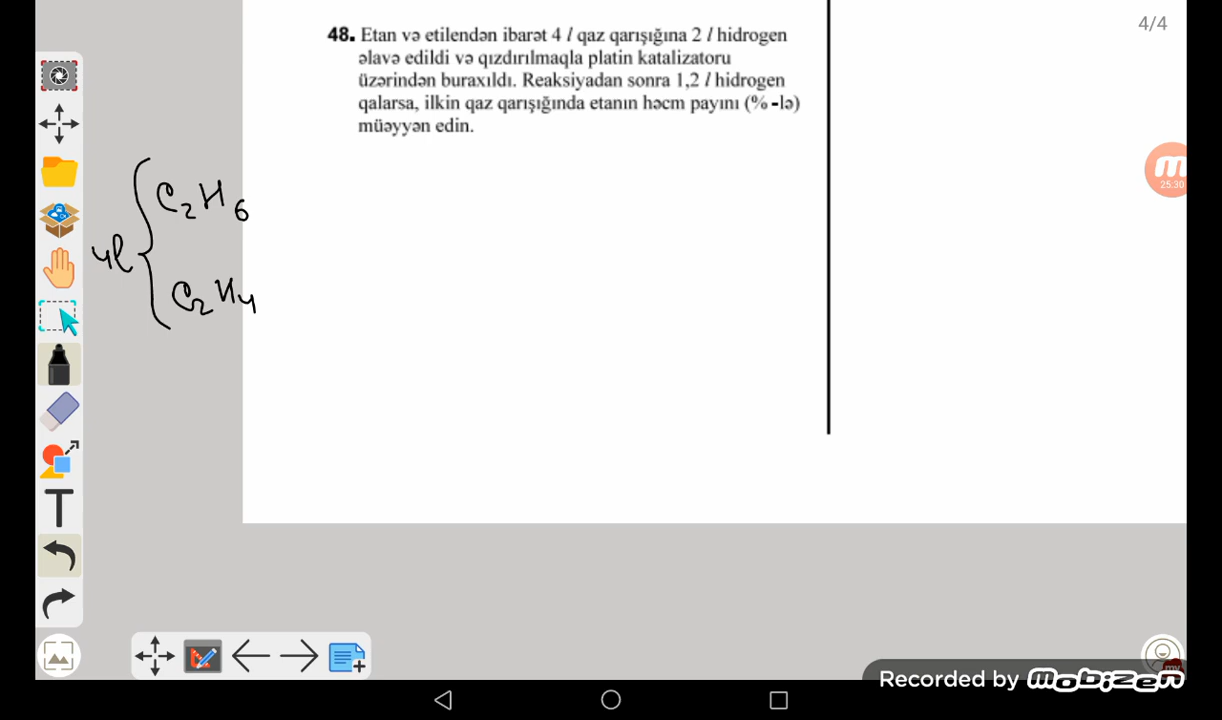 4/4
48. Etan və etilendən ibarət 4 l qaz qarışığına 2 l hidrogen
əlavə edildi və qızdırılmaqla platin katalizatoru
üzərindən buraxıldı. Reaksiyadan sonra 1,2 l hidrogen
qalarsa, ilkin qaz qarışığında etanın həcm payını (% -lə)
müəyyən edin.
25.30
C2H6
4l
C2H4
T
Recorded by mobizen